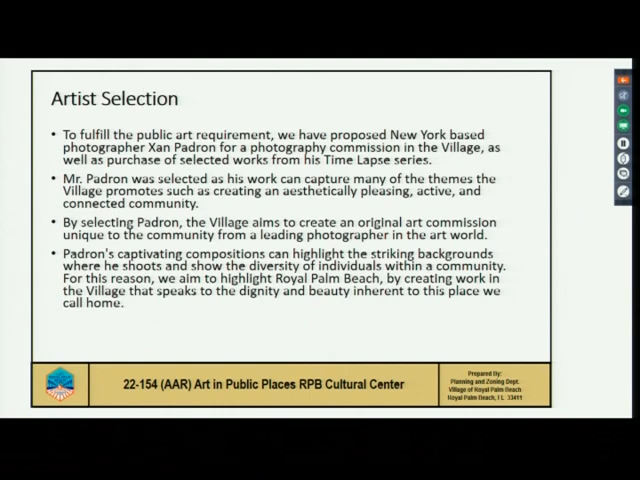 Artist Selection
• To fulfill the public art requirement, we have proposed New York based
photographer Xan Padron for a photography commission in the Village, as
well as purchase of selected works from his Time Lapse series.
• Mr. Padron was selected as his work can capture many of the themes the
Village promotes such as creating an aesthetically pleasing, active, and
connected community.
• By selecting Padron, the Village aims to create an original art commission
unique to the community from a leading photographer in the art world.
• Padron's captivating compositions can highlight the striking backgrounds
where he shoots and show the diversity of individuals within a community.
For this reason, we aim to highlight Royal Palm Beach, by creating work in
the Village that speaks to the dignity and beauty inherent to this place we
call home.
22-154 (AAR) Art in Public Places RPB Cultural Center
Prepared By:
Planning and Zoning Dept.
Village of Royal Palm Beach
Royal Palm Beach, FL 33411